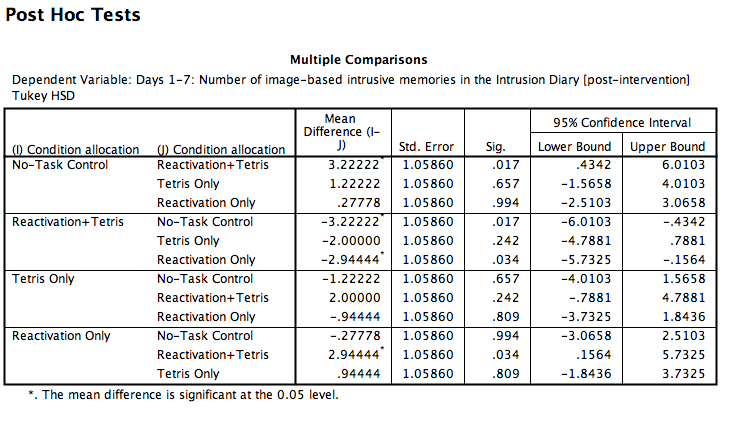 Post Hoc Tests
Multiple Comparisons
Dependent Variable: Days 1-7: Number of image-based intrusive memories in the Intrusion Diary [post-intervention]
Tukey HSD
(I) Condition allocation (J) Condition allocation Mean Difference (I-J) Std. Error Sig. 95% Confidence Interval
Lower Bound Upper Bound
No-Task Control Reactivation+Tetris 3.22222* 1.05860 .017 .4342 6.0103
Tetris Only 1.22222 1.05860 .657 -1.5658 4.0103
Reactivation Only .27778 1.05860 .994 -2.5103 3.0658
Reactivation+Tetris No-Task Control -3.22222* 1.05860 .017 -6.0103 -.4342
Tetris Only -2.00000 1.05860 .242 -4.7881 .7881
Reactivation Only -2.94444* 1.05860 .034 -5.7325 -.1564
Tetris Only No-Task Control -1.22222 1.05860 .657 -4.0103 1.5658
Reactivation+Tetris 2.00000 1.05860 .242 -.7881 4.7881
Reactivation Only -.94444 1.05860 .809 -3.7325 1.8436
Reactivation Only No-Task Control -.27778 1.05860 .994 -3.0658 2.5103
Reactivation+Tetris 2.94444* 1.05860 .034 .1564 5.7325
Tetris Only .94444 1.05860 .809 -1.8436 3.7325
*. The mean difference is significant at the 0.05 level.